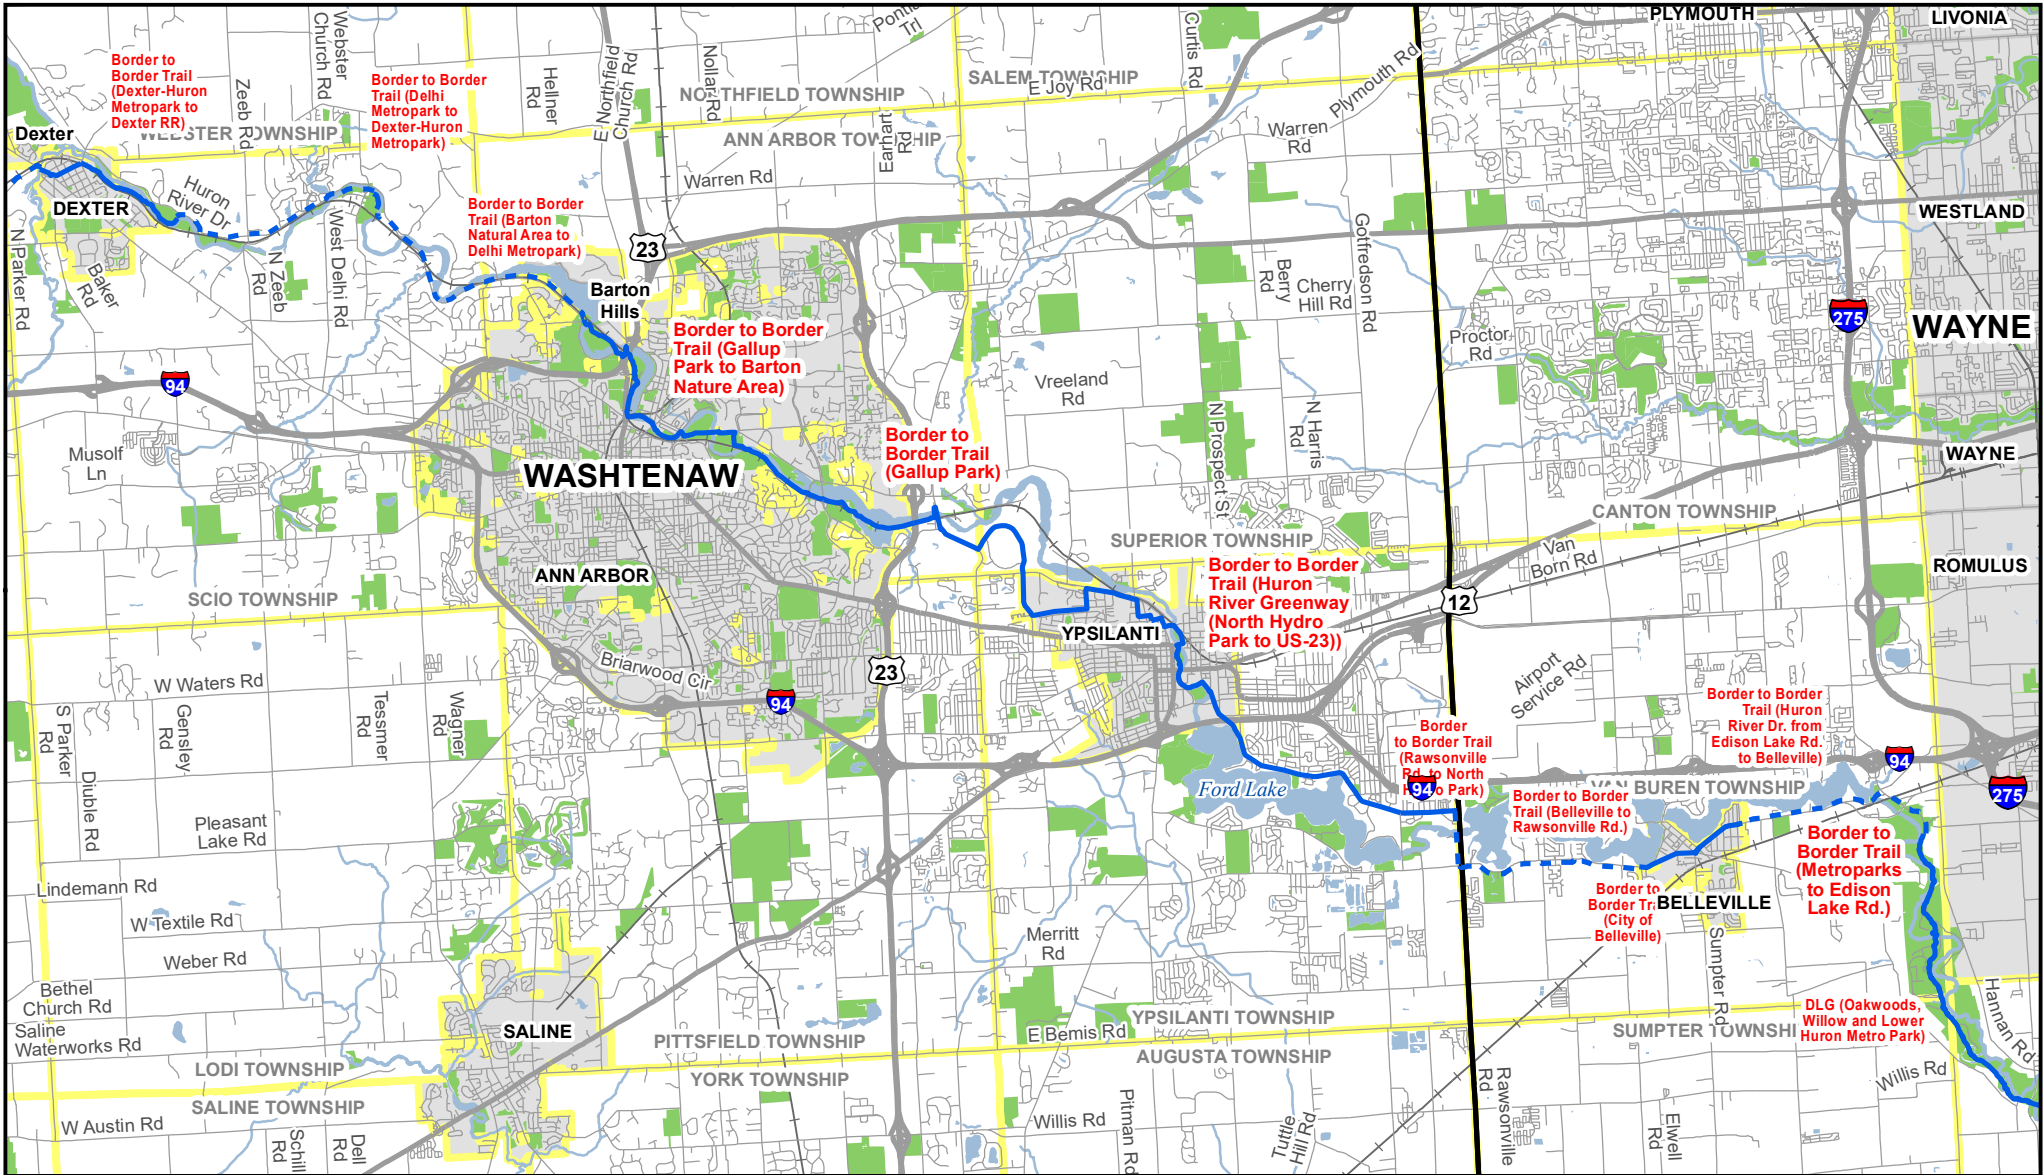 PLYMOUTH
LIVONIA
Webster
Church Rd
Border to
Border Trail
(Dexter-Huron
Metropark to
Dexter RR)
Zeeb Rd
Border to Border
Trail (Delhi
Metropark to
Dexter-Huron
Metropark)
Hellner
Rd
E Northfield
Church Rd
Nollar Rd
Trl
Curtis Rd
Plymouth Rd
SALEM TOWNSHIP
E Joy Rd
NORTHFIELD TOWNSHIP
Dexter
WEBSTER TOWNSHIP
ANN ARBOR TOWNSHIP
Earhart
Rd
Warren
Rd
Warren Rd
Huron
River Dr
DEXTER
WESTLAND
Border to Border
Trail (Barton
Natural Area to
Delhi Metropark)
23
N Parker Rd
Baker
Rd
N Zeeb
Rd
West Delhi Rd
Gotfredson Rd
Berry
Rd
Cherry
Hill Rd
Barton
Hills
275
WAYNE
Border to Border
Trail (Gallup
Park to Barton
Nature Area)
Proctor
Rd
94
Vreeland
Rd
N Prospect St
N Harris
Rd
Musolf
Ln
WASHTENAW
Border to
Border Trail
(Gallup Park)
WAYNE
CANTON TOWNSHIP
SUPERIOR TOWNSHIP
Van
Born Rd
ROMULUS
ANN ARBOR
Border to Border
Trail (Huron
River Greenway
(North Hydro
Park to US-23))
12
SCIO TOWNSHIP
YPSILANTI
23
Briarwood Cir
W Waters Rd
94
Airport
Service Rd
S Parker
Rd
Gensley
Rd
Tessmer
Rd
Wagner
Rd
Border to Border
Trail (Huron
River Dr. from
Edison Lake Rd.
to Belleville)
Border
to Border Trail
(Rawsonville
Rd. to North
Hydro Park)
94
94
Diuble Rd
Ford Lake
VAN BUREN TOWNSHIP
275
Border to Border
Trail (Belleville to
Rawsonville Rd.)
Pleasant
Lake Rd
Border to
Border Trail
(Metroparks
to Edison
Lake Rd.)
Lindemann Rd
Border to
Border Trail
(City of
Belleville)
BELLEVILLE
W Textile Rd
Merritt
Rd
Weber Rd
Sumpter Rd
Bethel
Church Rd
Hannan Rd
Saline
Waterworks Rd
SALINE
DLG (Oakwoods,
Willow and Lower
Huron Metro Park)
YPSILANTI TOWNSHIP
E Bemis Rd
SUMPTER TOWNSHI
PITTSFIELD TOWNSHIP
AUGUSTA TOWNSHIP
LODI TOWNSHIP
YORK TOWNSHIP
Willis Rd
SALINE TOWNSHIP
W Austin Rd
Schill
Rd
Dell
Rd
Willis Rd
Pitman Rd
Tuttle
Hill Rd
Rawsonville
Rd
Elwell
Rd